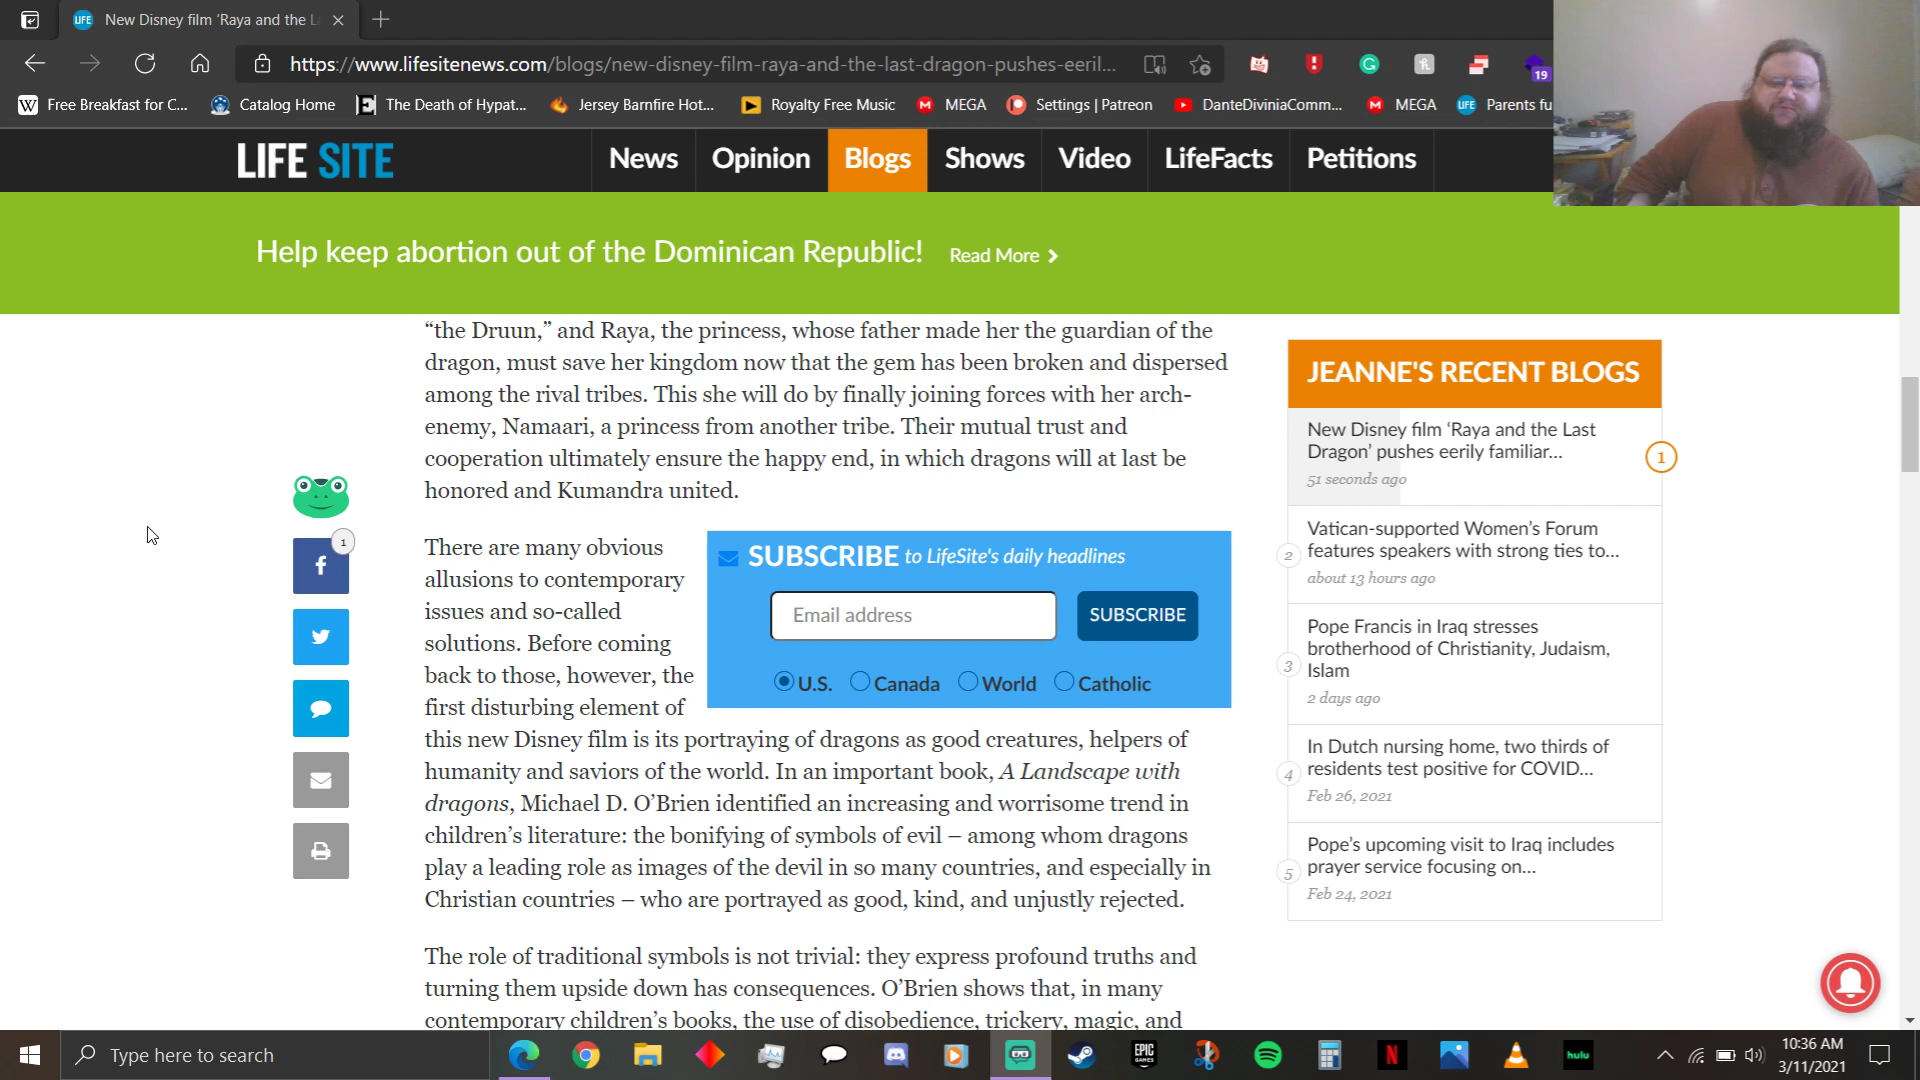 New Disney film ‘Raya and the L
https://www.lifesitenews.com/blogs/new-disney-film-raya-and-the-last-dragon-pushes-eeril...
19
Free Breakfast for C...
Catalog Home
The Death of Hypat...
Jersey Barnfire Hot...
Royalty Free Music
MEGA
Settings | Patreon
DanteDiviniaComm...
MEGA
Parents fu
LIFE SITE
News
Opinion
Blogs
Shows
Video
LifeFacts
Petitions
Help keep abortion out of the Dominican Republic! Read More
“the Druun,” and Raya, the princess, whose father made her the guardian of the
dragon, must save her kingdom now that the gem has been broken and dispersed
among the rival tribes. This she will do by finally joining forces with her arch-
enemy, Namaari, a princess from another tribe. Their mutual trust and
cooperation ultimately ensure the happy end, in which dragons will at last be
honored and Kumandra united.
1
There are many obvious
allusions to contemporary
issues and so-called
solutions. Before coming
back to those, however, the
first disturbing element of
this new Disney film is its portraying of dragons as good creatures, helpers of
humanity and saviors of the world. In an important book, A Landscape with
dragons, Michael D. O’Brien identified an increasing and worrisome trend in
children’s literature: the bonifying of symbols of evil – among whom dragons
play a leading role as images of the devil in so many countries, and especially in
Christian countries – who are portrayed as good, kind, and unjustly rejected.
The role of traditional symbols is not trivial: they express profound truths and
turning them upside down has consequences. O’Brien shows that, in many
contemporary children’s books, the use of disobedience, trickery, magic, and
SUBSCRIBE to LifeSite's daily headlines
Email address
SUBSCRIBE
U.S. Canada World Catholic
JEANNE'S RECENT BLOGS
New Disney film ‘Raya and the Last
Dragon’ pushes eerily familiar...
51 seconds ago
1
Vatican-supported Women’s Forum
features speakers with strong ties to...
about 13 hours ago
2
Pope Francis in Iraq stresses
brotherhood of Christianity, Judaism,
Islam
2 days ago
3
In Dutch nursing home, two thirds of
residents test positive for COVID...
Feb 26, 2021
4
Pope’s upcoming visit to Iraq includes
prayer service focusing on...
Feb 24, 2021
5
Type here to search
EPIC
GAMES
hulu
10:36 AM
3/11/2021